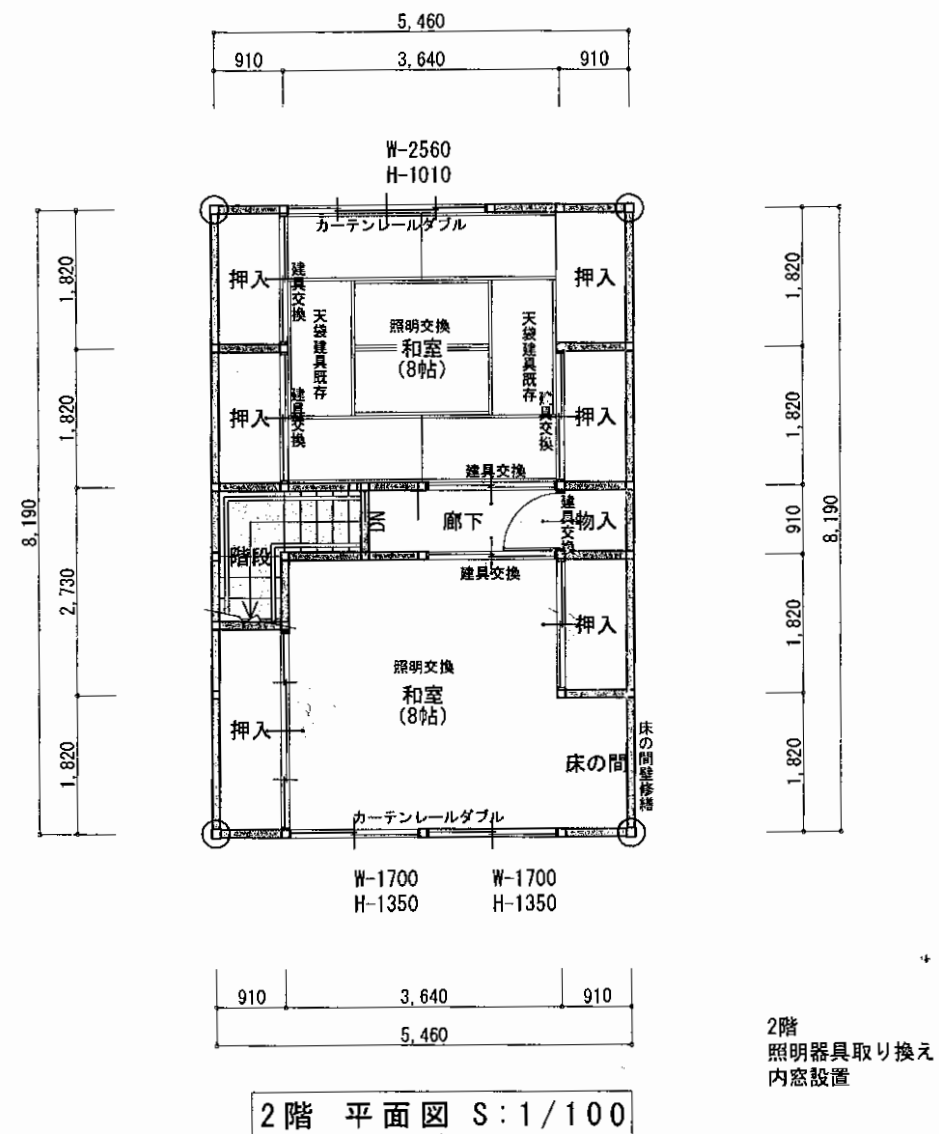 5,460
910
3,640
910
W-2560
H-1010
カーテンレールダブル
1,820
1,820
2,730
1,820
8,190
1,820
1,820
910
1,820
1,820
8,190
押入
建具交換
天袋建具既存
照明交換
和室
(8帖)
天袋建具既存
押入
押入
建具交換
建具交換
押入
建具交換
階段
DN
廊下
建具交換
物入
建具交換
押入
照明交換
和室
(8帖)
押入
床の間
床の間壁修繕
カーテンレールダブル
W-1700
H-1350
W-1700
H-1350
910
3,640
910
5,460
2階
照明器具取り換え
内窓設置
2階 平面図 S:1/100